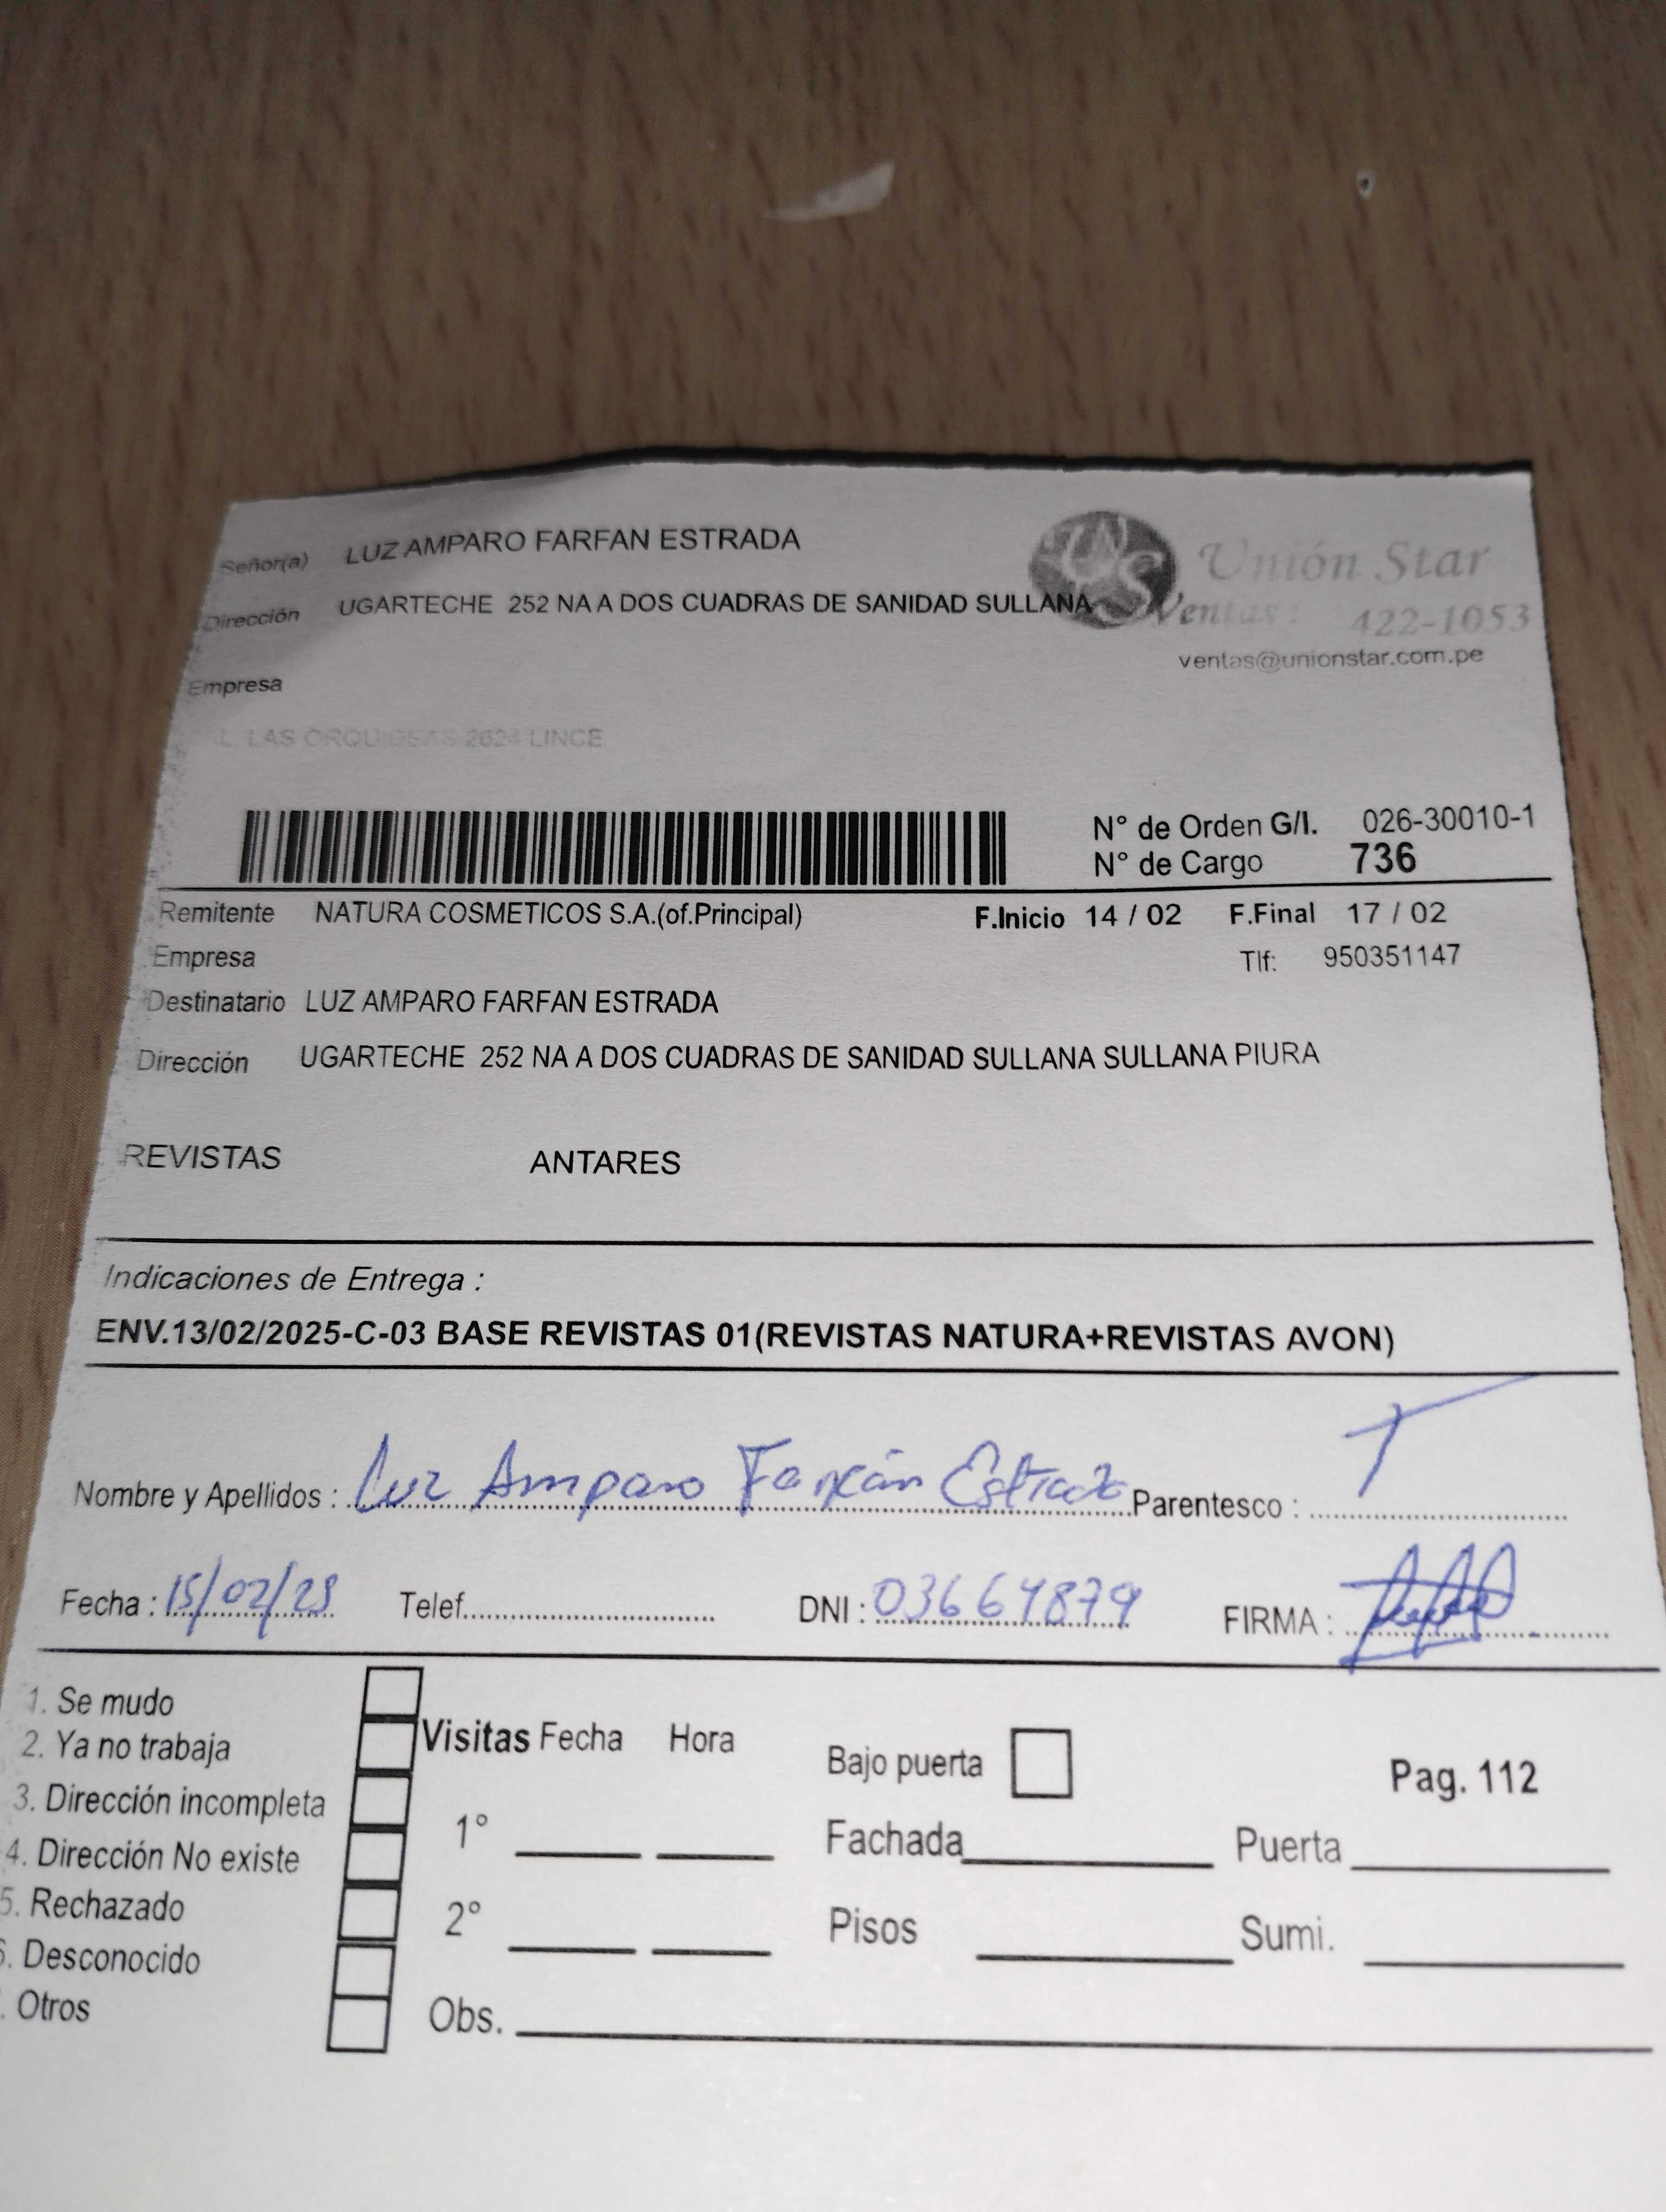 Señor(a) LUZ AMPARO FARFAN ESTRADA
Unión Star
Dirección UGARTECHE 252 NA A DOS CUADRAS DE SANIDAD SULLANA
Ventas: 422-1053
ventas@unionstar.com.pe
Empresa
LAS ORQUIDEAS 2624 LINCE
N° de Orden G/I. 026-30010-1
N° de Cargo 736
Remitente NATURA COSMETICOS S.A.(of.Principal) F.Inicio 14 / 02 F.Final 17 / 02
Empresa Tlf: 950351147
Destinatario LUZ AMPARO FARFAN ESTRADA
Dirección UGARTECHE 252 NA A DOS CUADRAS DE SANIDAD SULLANA SULLANA PIURA
REVISTAS ANTARES
Indicaciones de Entrega :
ENV.13/02/2025-C-03 BASE REVISTAS 01(REVISTAS NATURA+REVISTAS AVON)
Nombre y Apellidos : Luz Amparo Farfán Estrada Parentesco : T
Fecha : 15/02/25 Telef. DNI : 03664879 FIRMA :
1. Se mudo
2. Ya no trabaja
3. Dirección incompleta
4. Dirección No existe
5. Rechazado
6. Desconocido
. Otros
Visitas Fecha Hora
1°
2°
Obs.
Bajo puerta Pag. 112
Fachada Puerta
Pisos Sumi.